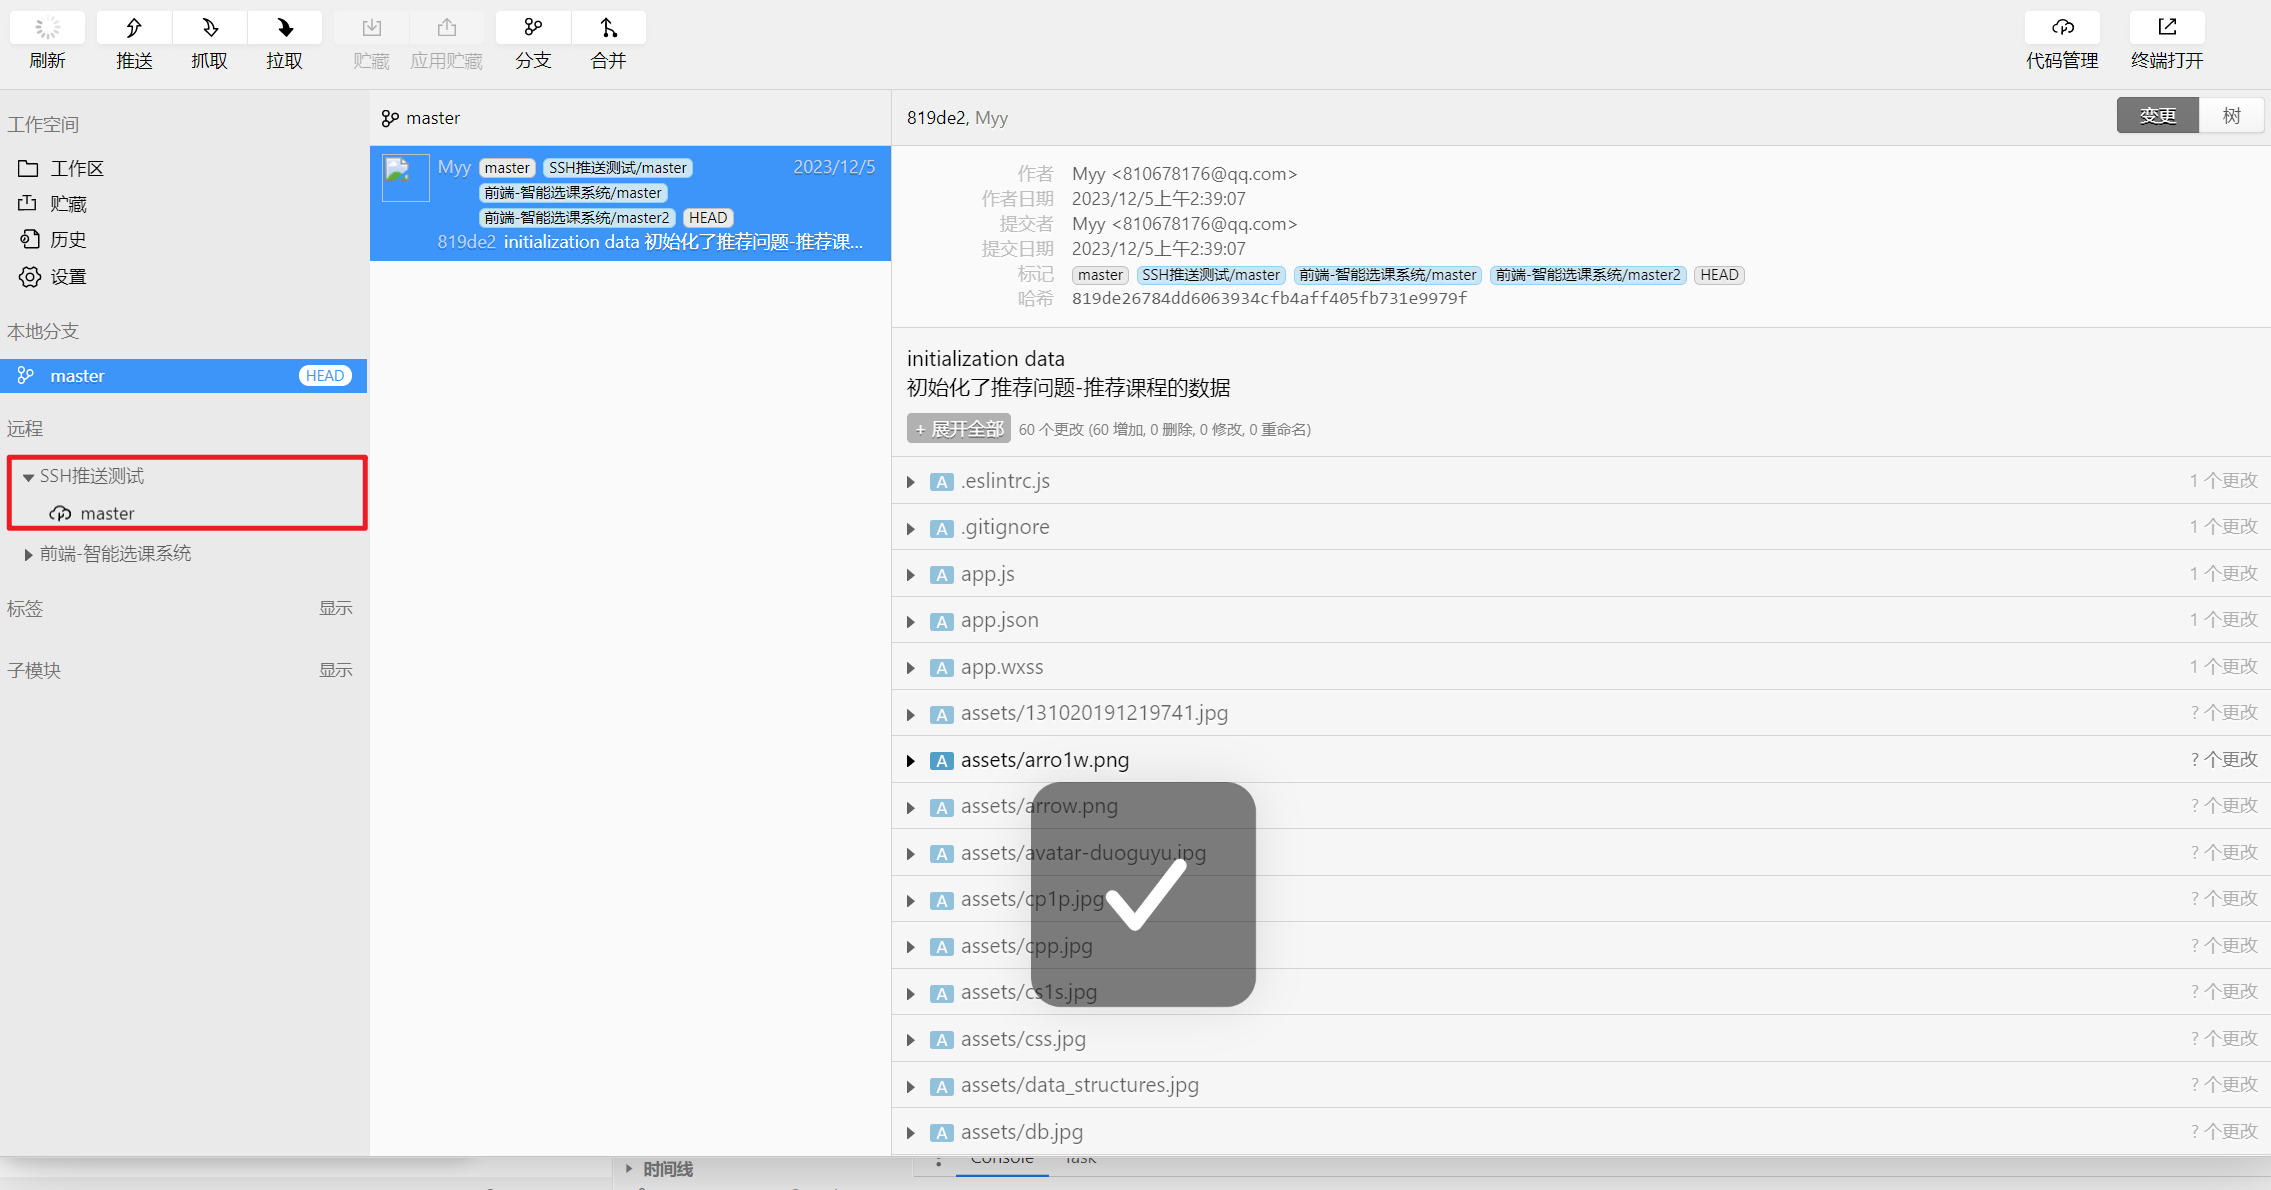 刷新
推送
抓取
拉取
贮藏
应用贮藏
分支
合并
代码管理
终端打开
工作空间
工作区
贮藏
历史
设置
本地分支
master HEAD
远程
SSH推送测试
master
前端-智能选课系统
标签 显示
子模块 显示
master
Myy master SSH推送测试/master 2023/12/5
前端-智能选课系统/master
前端-智能选课系统/master2 HEAD
819de2 initialization data 初始化了推荐问题-推荐课...
819de2, Myy
变更 树
作者 Myy <810678176@qq.com>
作者日期 2023/12/5上午2:39:07
提交者 Myy <810678176@qq.com>
提交日期 2023/12/5上午2:39:07
标记 master SSH推送测试/master 前端-智能选课系统/master 前端-智能选课系统/master2 HEAD
哈希 819de26784dd6063934cfb4aff405fb731e9979f
initialization data
初始化了推荐问题-推荐课程的数据
+ 展开全部 60 个更改 (60 增加, 0 删除, 0 修改, 0 重命名)
A .eslintrc.js 1 个更改
A .gitignore 1 个更改
A app.js 1 个更改
A app.json 1 个更改
A app.wxss 1 个更改
A assets/131020191219741.jpg ? 个更改
A assets/arro1w.png ? 个更改
A assets/arrow.png ? 个更改
A assets/avatar-duoguyu.jpg ? 个更改
A assets/cp1p.jpg ? 个更改
A assets/cpp.jpg ? 个更改
A assets/cs1s.jpg ? 个更改
A assets/css.jpg ? 个更改
A assets/data_structures.jpg ? 个更改
A assets/db.jpg ? 个更改
时间线
Console Task